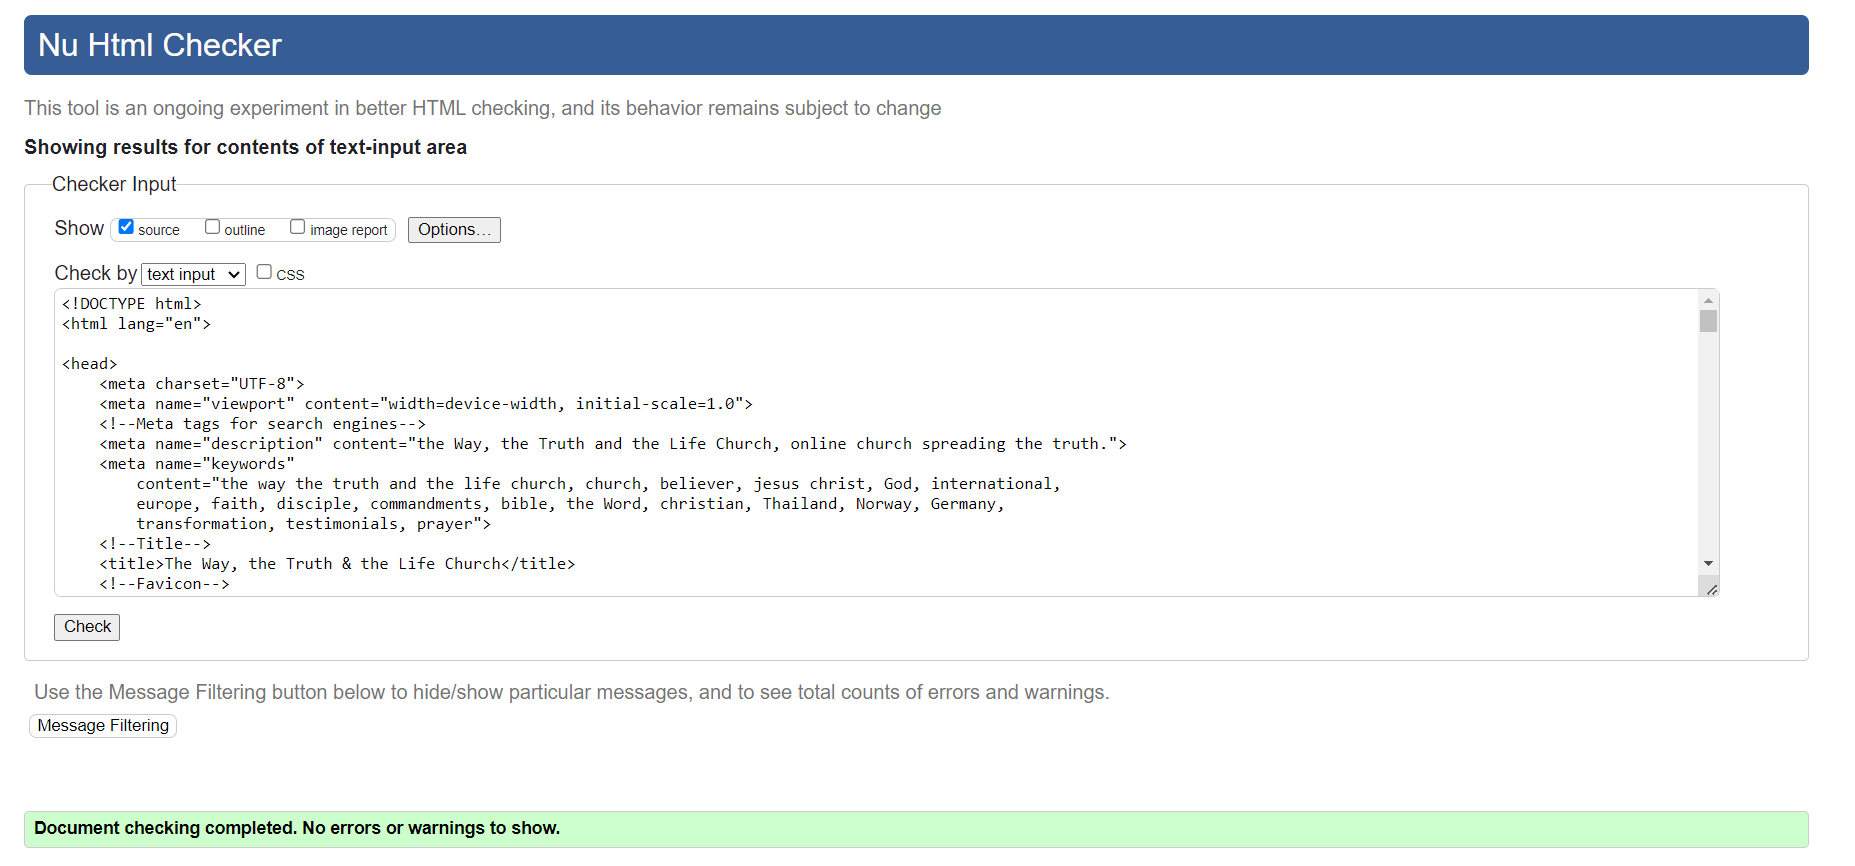 Nu Html Checker
This tool is an ongoing experiment in better HTML checking, and its behavior remains subject to change
Showing results for contents of text-input area
Checker Input
Show source outline image report Options...
Check by text input CSS
<!DOCTYPE html>
<html lang="en">
<head>
    <meta charset="UTF-8">
    <meta name="viewport" content="width=device-width, initial-scale=1.0">
    <!--Meta tags for search engines-->
    <meta name="description" content="the Way, the Truth and the Life Church, online church spreading the truth.">
    <meta name="keywords"
        content="the way the truth and the life church, church, believer, jesus christ, God, international,
        europe, faith, disciple, commandments, bible, the Word, christian, Thailand, Norway, Germany,
        transformation, testimonials, prayer">
    <!--Title-->
    <title>The Way, the Truth & the Life Church</title>
    <!--Favicon-->
Check
Use the Message Filtering button below to hide/show particular messages, and to see total counts of errors and warnings.
Message Filtering
Document checking completed. No errors or warnings to show.